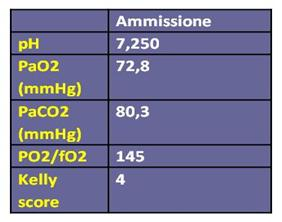 Ammissione
pH 7,250
PaO2 72,8
(mmHg)
PaCO2 80,3
(mmHg)
PO2/fO2 145
Kelly 4
score